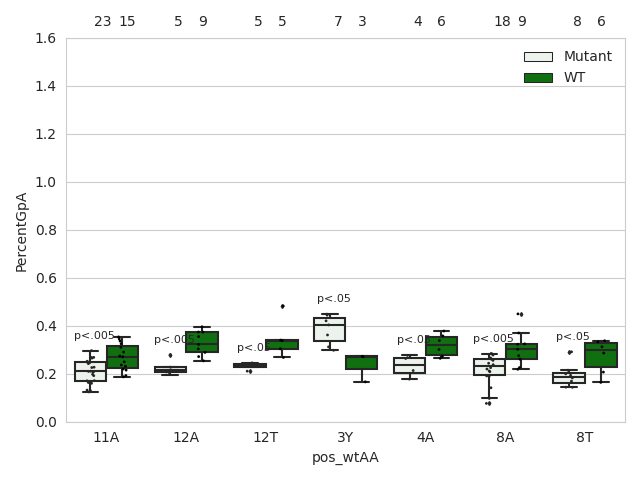 23 15 5 9 5 5 7 3 4 6 18 9 8 6
1.6
Mutant
WT
1.4
1.2
1.0
0.8
PercentGpA
0.6
p<.05
0.4
p<.005 p<.005 p<.005 p<.05
0.2
0.0
11A 12A 12T 3Y 4A 8A 8T
pos_wtAA